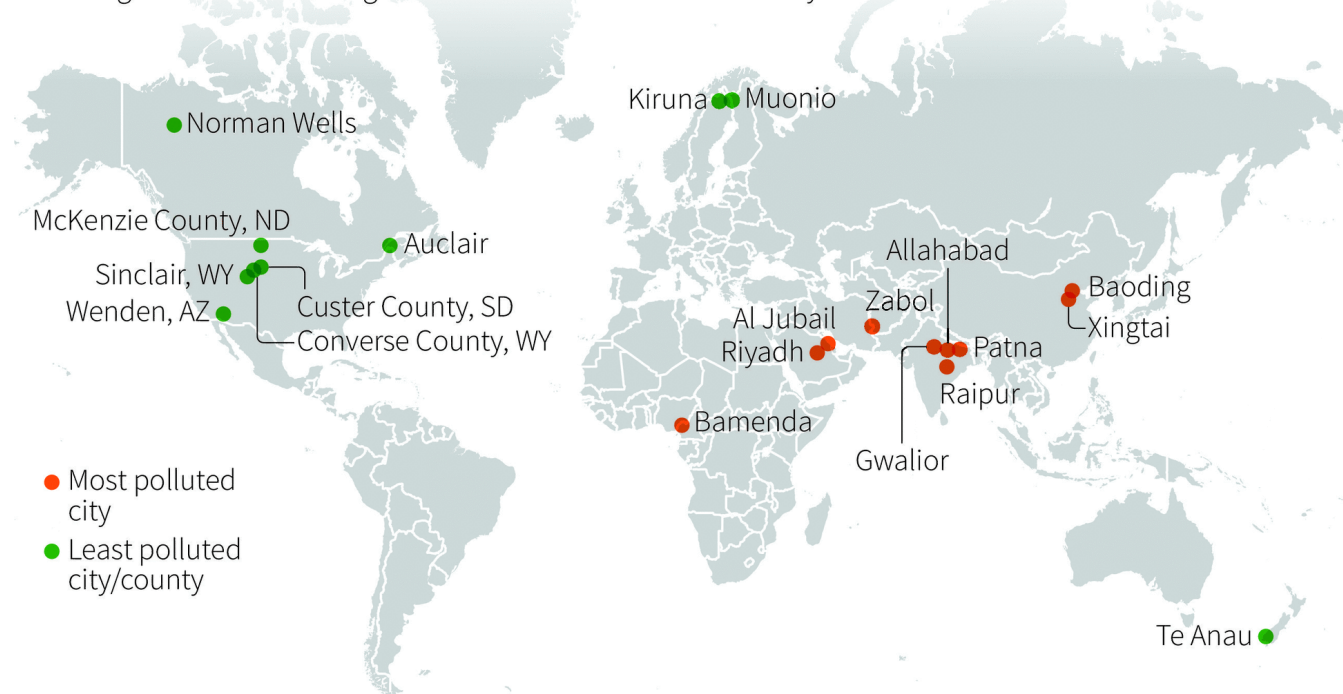 Kiruna
Muonio
Norman Wells
McKenzie County, ND
Auclair
Allahabad
Sinclair, WY
Baoding
Zabol
Custer County, SD
Wenden, AZ
Al Jubail
Xingtai
Converse County, WY
Riyadh
Patna
Raipur
Bamenda
Gwalior
Most polluted
city
Least polluted
city/county
Te Anau